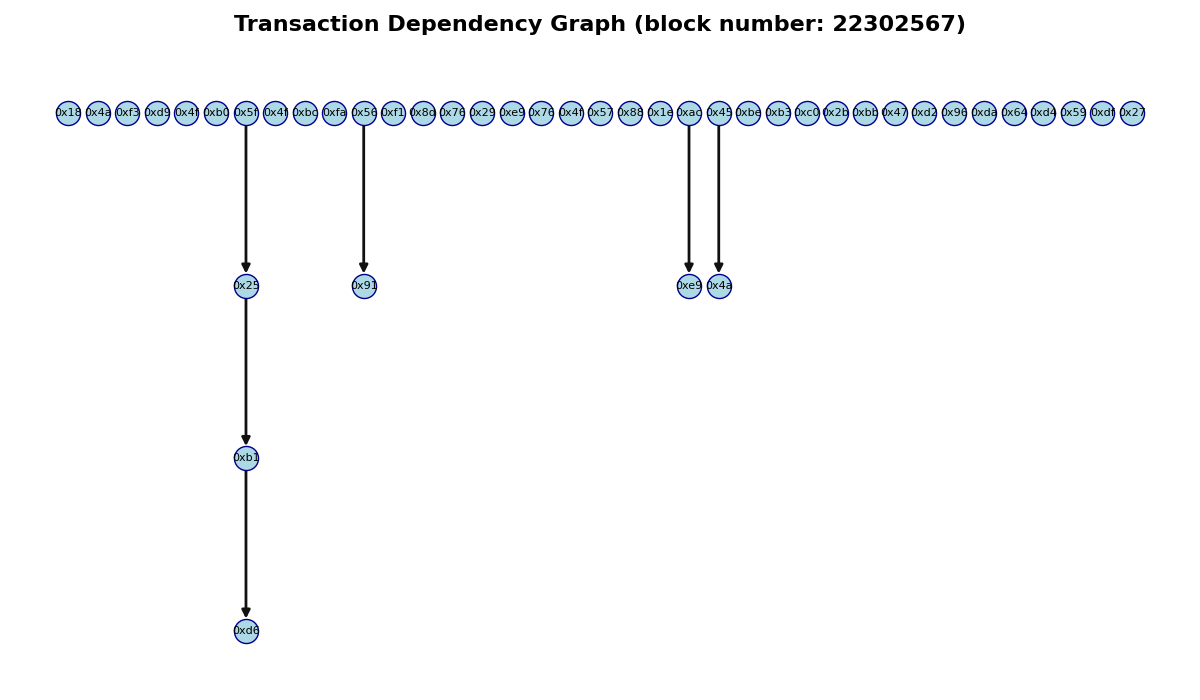 Transaction Dependency Graph (block number: 22302567)
0x18 0x4a 0xf3 0xd9 0x4f 0xb0 0x5f 0x4f 0xbc 0xfa 0x56 0xf1 0x8d 0x76 0x29 0xe9 0x76 0x4f 0x57 0x88 0x1e 0xac 0x45 0xbe 0xb3 0xc0 0x2b 0xbb 0x47 0xd2 0x96 0xda 0x64 0xd4 0x59 0xdf 0x27
0x25 0x91 0xe9 0x4a
0xb1
0xd6